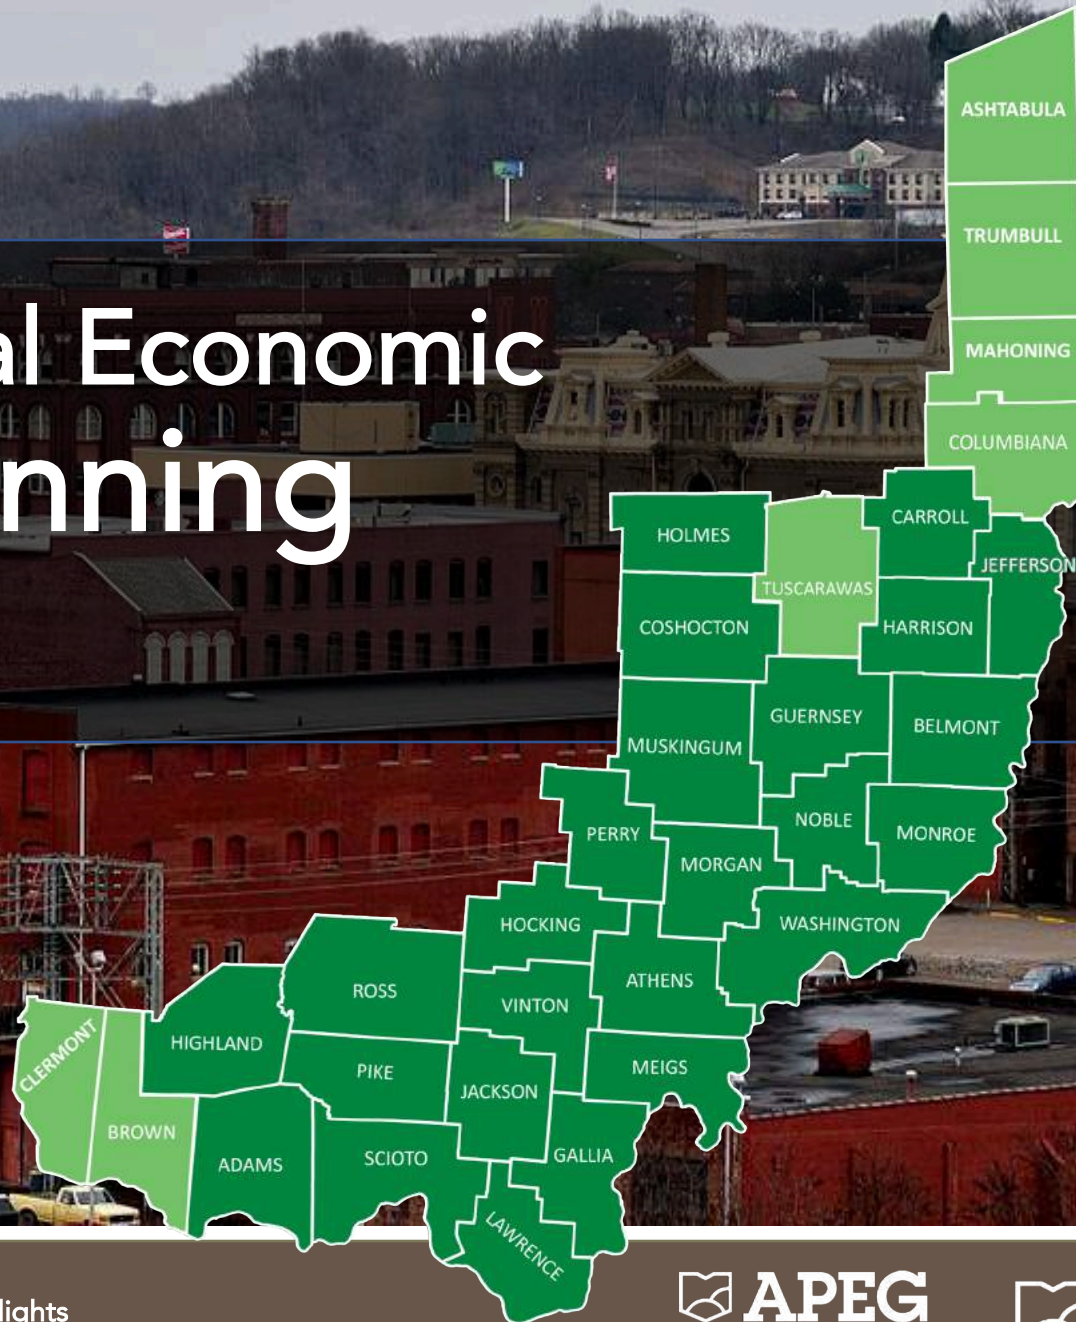 al Economic
nning
ASHTABULA
TRUMBULL
MAHONING
COLUMBIANA
CARROLL
HOLMES
JEFFERSON
TUSCARAWAS
COSHOCTON
HARRISON
GUERNSEY
BELMONT
MUSKINGUM
NOBLE
PERRY
MONROE
MORGAN
HOCKING
WASHINGTON
ATHENS
ROSS
VINTON
HIGHLAND
CLERMONT
PIKE
MEIGS
JACKSON
BROWN
GALLIA
SCIOTO
ADAMS
LAWRENCE
lights
APEG